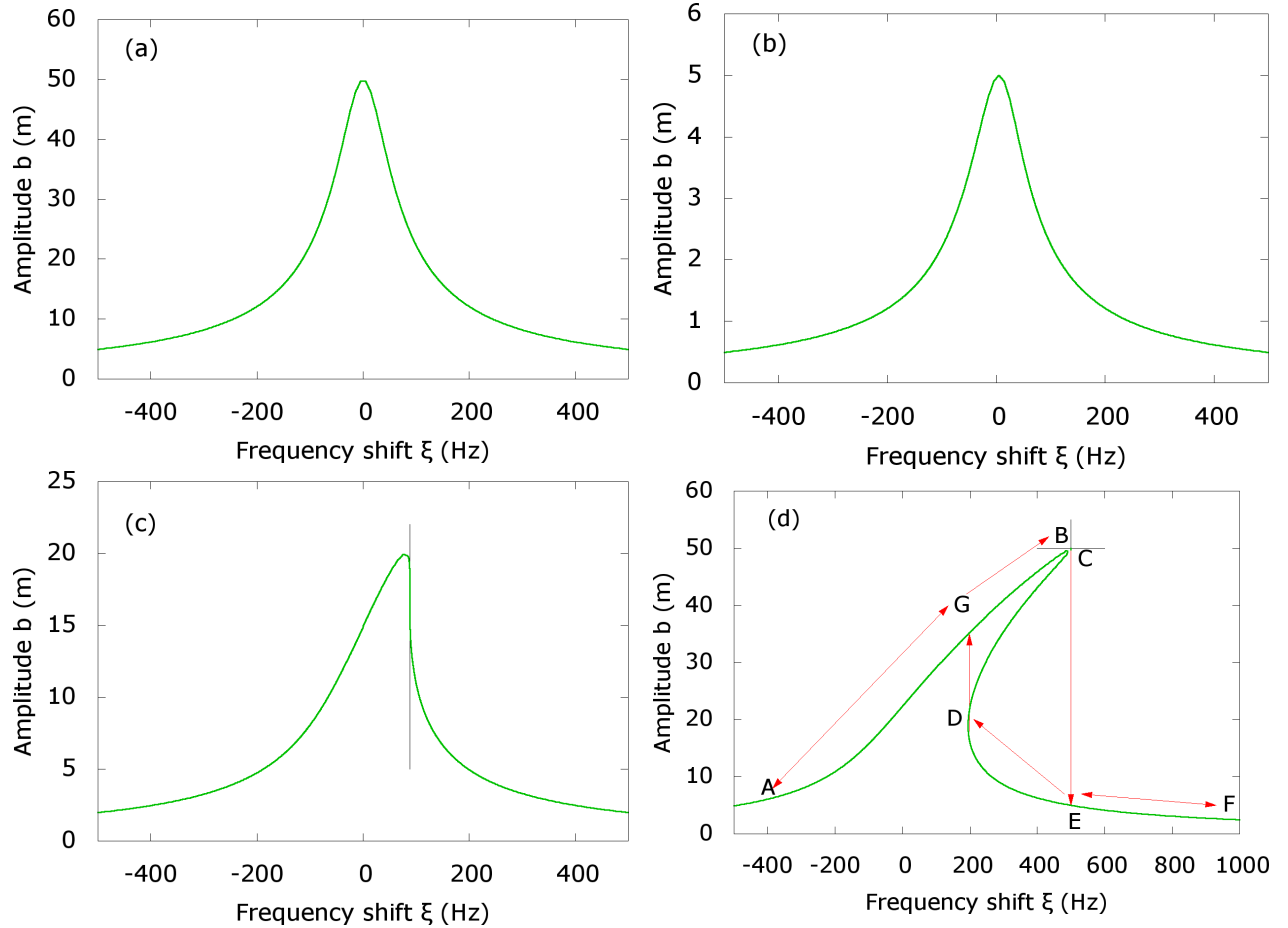 (a)
60
50
40
30
20
10
0
-400 -200 0 200 400
Amplitude b (m)
Frequency shift ξ (Hz)
(b)
6
5
4
3
2
1
0
-400 -200 0 200 400
Amplitude b (m)
Frequency shift ξ (Hz)
(c)
25
20
15
10
5
0
-400 -200 0 200 400
Amplitude b (m)
Frequency shift ξ (Hz)
(d)
60
50
40
30
20
10
0
B
C
G
D
A
F
E
-400 -200 0 200 400 600 800 1000
Amplitude b (m)
Frequency shift ξ (Hz)